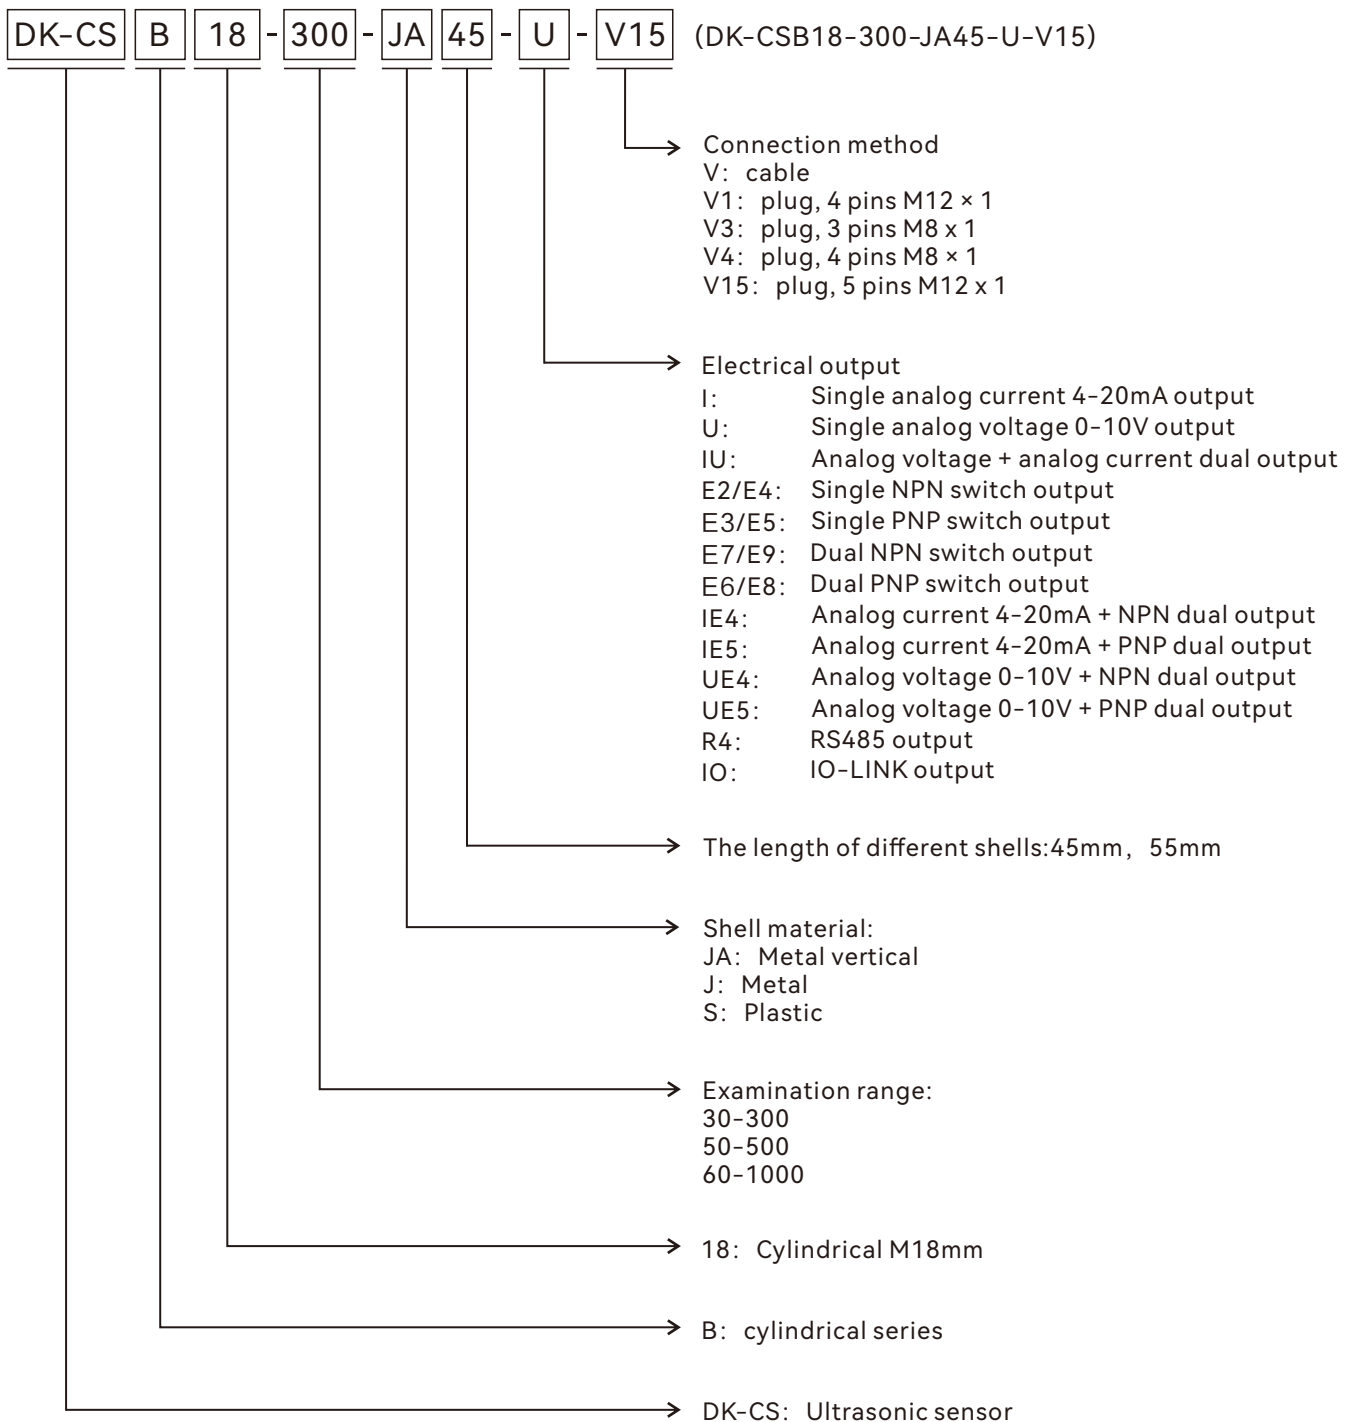 DK-CS B 18 - 300 - JA 45 - U - V15 (DK-CSB18-300-JA45-U-V15)
Connection method
V: cable
V1: plug, 4 pins M12 × 1
V3: plug, 3 pins M8 x 1
V4: plug, 4 pins M8 × 1
V15: plug, 5 pins M12 x 1
Electrical output
I: Single analog current 4-20mA output
U: Single analog voltage 0-10V output
IU: Analog voltage + analog current dual output
E2/E4: Single NPN switch output
E3/E5: Single PNP switch output
E7/E9: Dual NPN switch output
E6/E8: Dual PNP switch output
IE4: Analog current 4-20mA + NPN dual output
IE5: Analog current 4-20mA + PNP dual output
UE4: Analog voltage 0-10V + NPN dual output
UE5: Analog voltage 0-10V + PNP dual output
R4: RS485 output
IO: IO-LINK output
The length of different shells:45mm, 55mm
Shell material:
JA: Metal vertical
J: Metal
S: Plastic
Examination range:
30-300
50-500
60-1000
18: Cylindrical M18mm
B: cylindrical series
DK-CS: Ultrasonic sensor